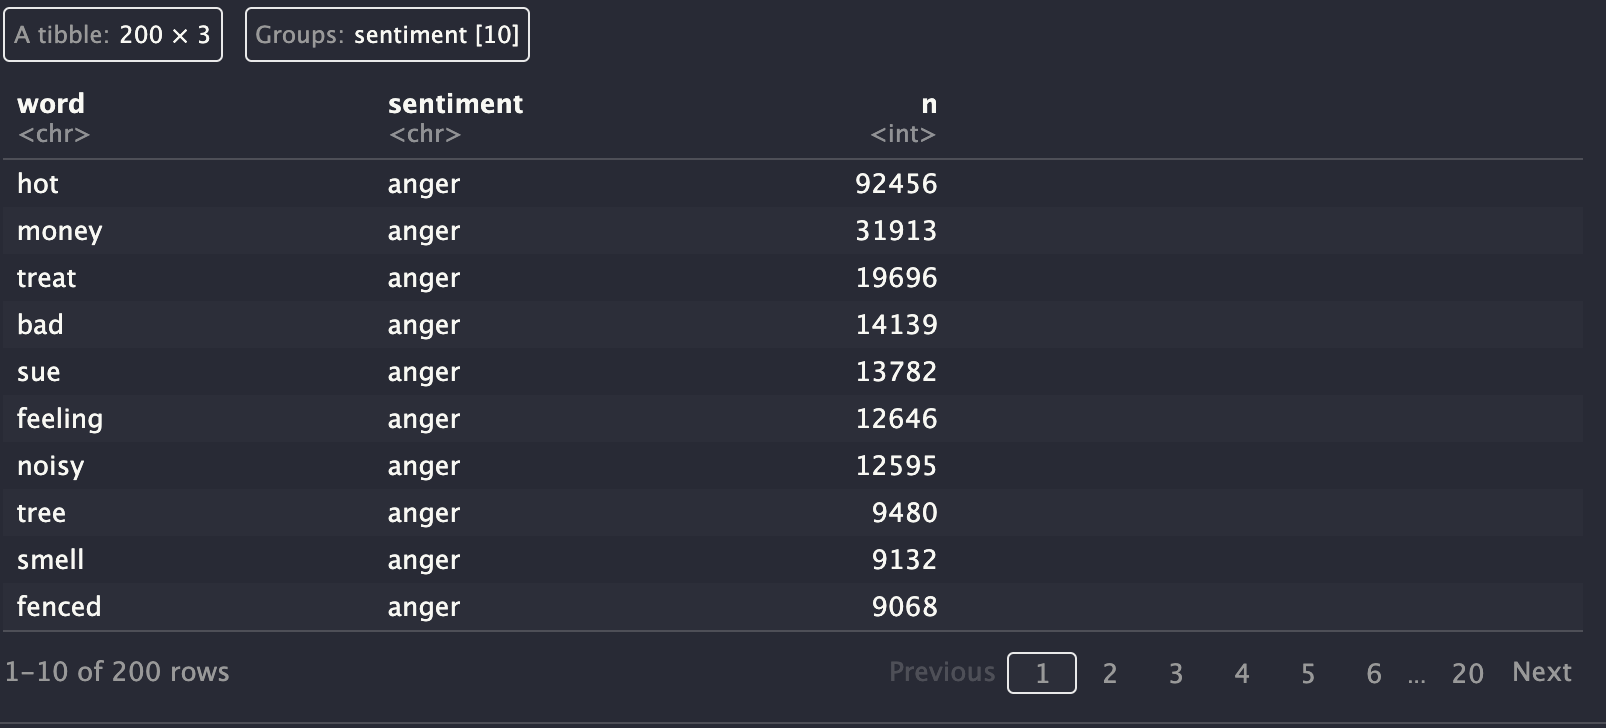 A tibble: 200 × 3 Groups: sentiment [10]
word sentiment n
<chr> <chr> <int>
hot anger 92456
money anger 31913
treat anger 19696
bad anger 14139
sue anger 13782
feeling anger 12646
noisy anger 12595
tree anger 9480
smell anger 9132
fenced anger 9068
1–10 of 200 rows Previous 1 2 3 4 5 6 ... 20 Next